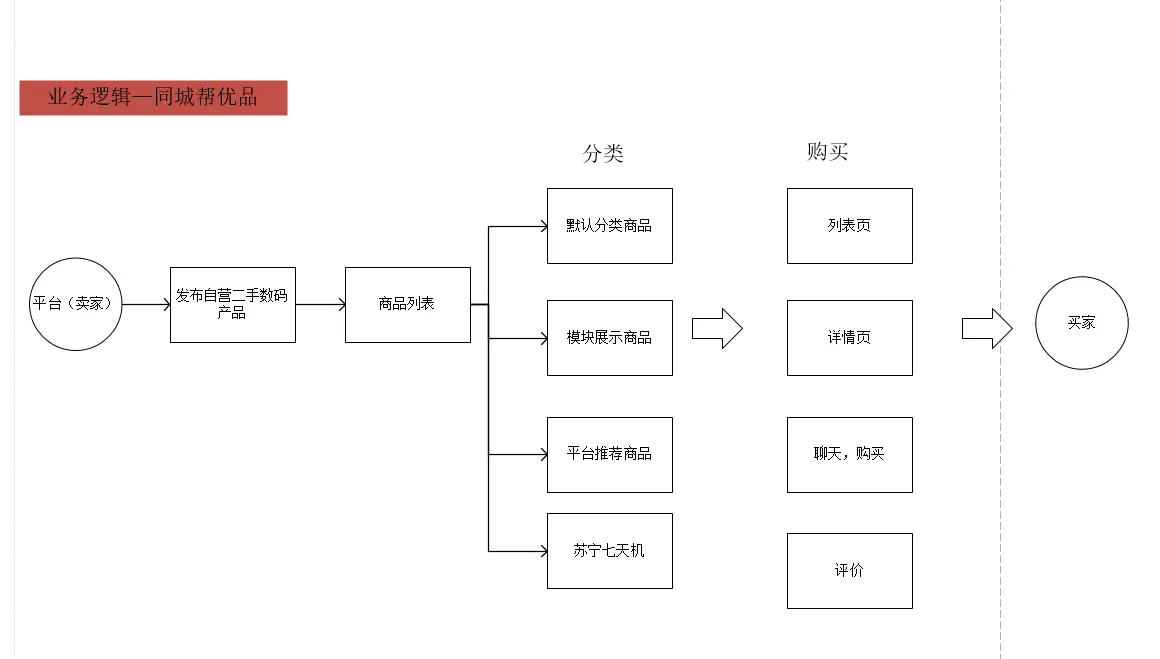 业务逻辑—同城帮优品
分类
购买
平台（卖家）
发布自营二手数码
产品
商品列表
默认分类商品
模块展示商品
平台推荐商品
苏宁七天机
列表页
详情页
聊天，购买
评价
买家